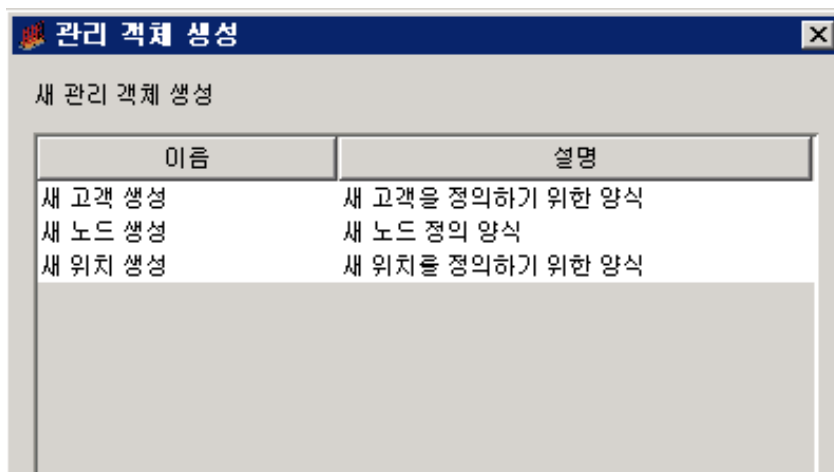 관리 객체 생성
새 관리 객체 생성
이름 설명
새 고객 생성 새 고객을 정의하기 위한 양식
새 노드 생성 새 노드 정의 양식
새 위치 생성 새 위치를 정의하기 위한 양식